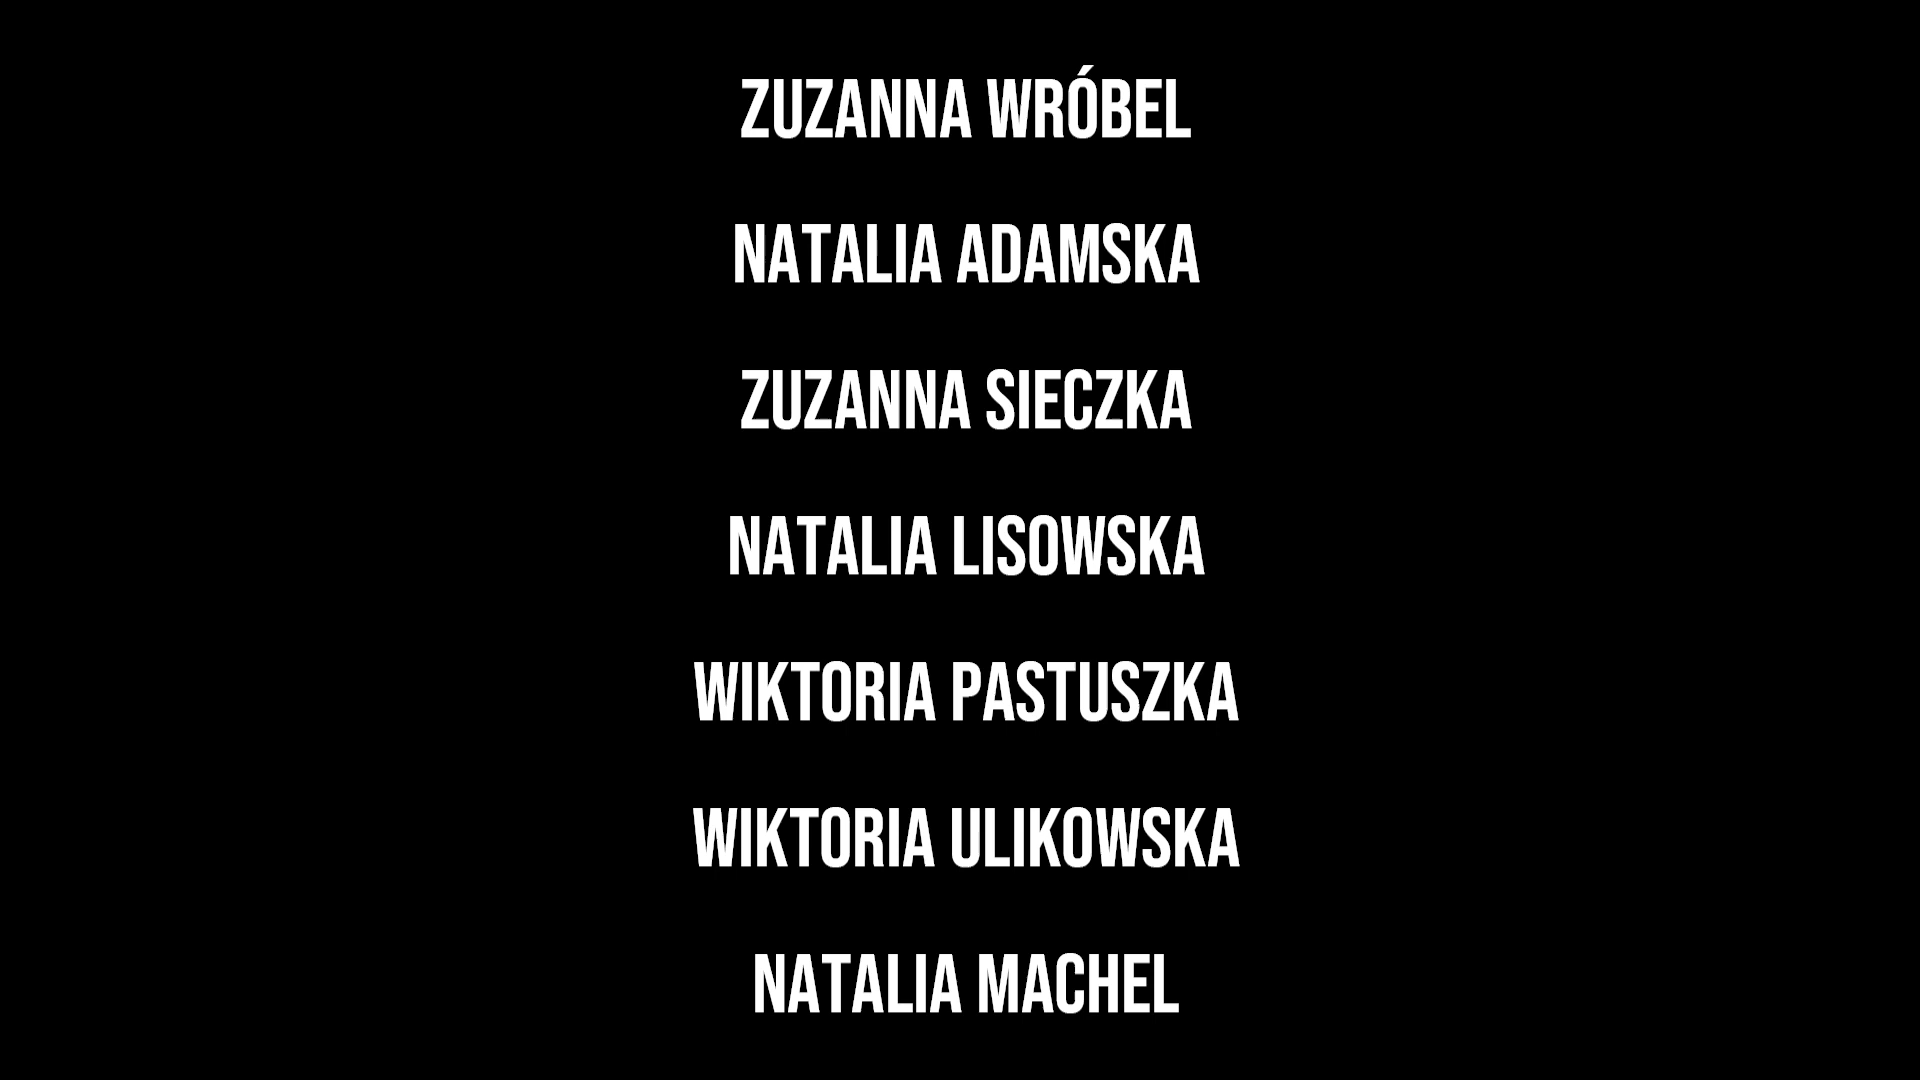 ZUZANNA WRÓBEL
NATALIA ADAMSKA
ZUZANNA SIECZKA
NATALIA LISOWSKA
WIKTORIA PASTUSZKA
WIKTORIA ULIKOWSKA
NATALIA MACHEL